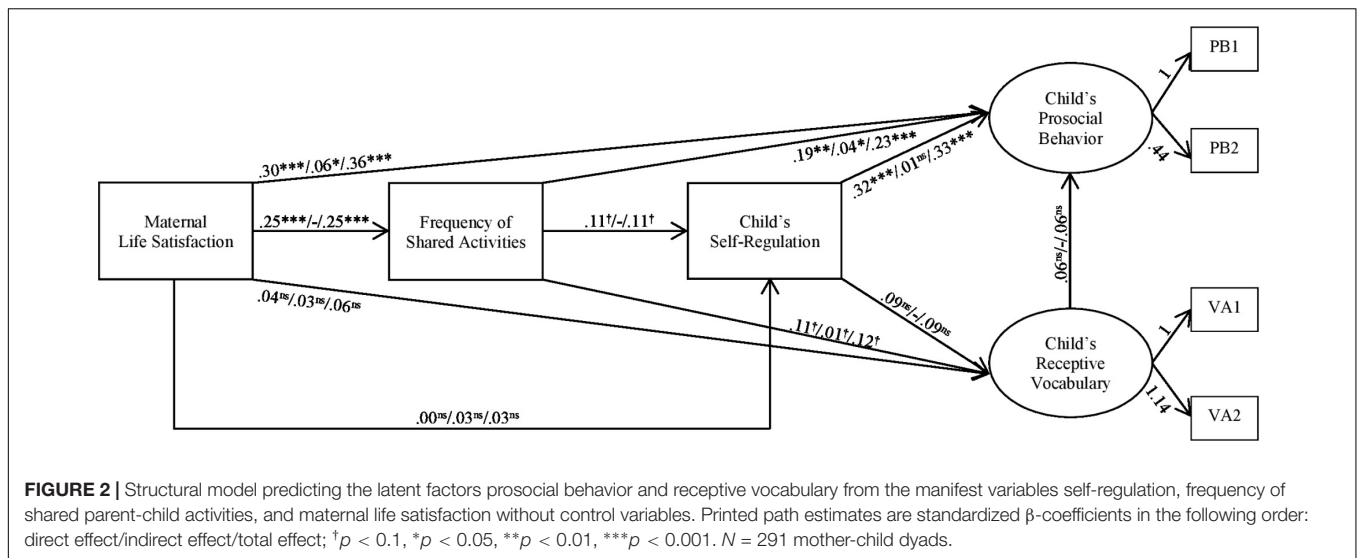 PB1
Child's
Prosocial
Behavior
1
PB2
.44
.30***/.06*/.36***
.19**/.04*/.23***
.32***/.01ⁿˢ/.33***
Maternal
Life Satisfaction
.25***/-/.25***
Frequency of
Shared Activities
.11†/-/.11†
Child's
Self-Regulation
.06ⁿˢ/-/.06ⁿˢ
.04ⁿˢ/.03ⁿˢ/.06ⁿˢ
.09ⁿˢ/-/.09ⁿˢ
.11†/.01†/.12†
VA1
1
Child's
Receptive
Vocabulary
1.14
VA2
.00ⁿˢ/.03ⁿˢ/.03ⁿˢ
FIGURE 2 | Structural model predicting the latent factors prosocial behavior and receptive vocabulary from the manifest variables self-regulation, frequency of
shared parent-child activities, and maternal life satisfaction without control variables. Printed path estimates are standardized β-coefficients in the following order:
direct effect/indirect effect/total effect; †p < 0.1, *p < 0.05, **p < 0.01, ***p < 0.001. N = 291 mother-child dyads.